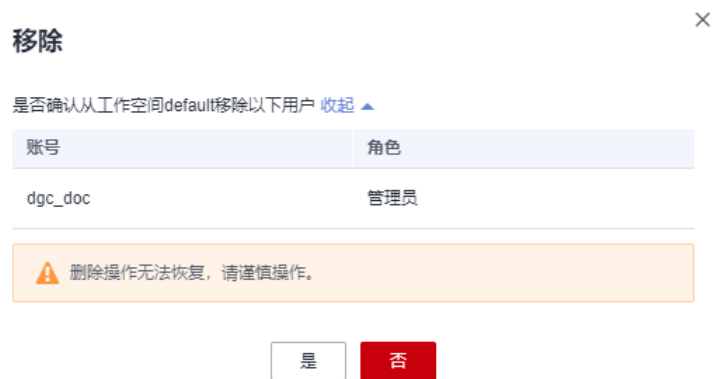 移除
是否确认从工作空间default移除以下用户 收起
账号 角色
dgc_doc 管理员
删除操作无法恢复，请谨慎操作。
是 否